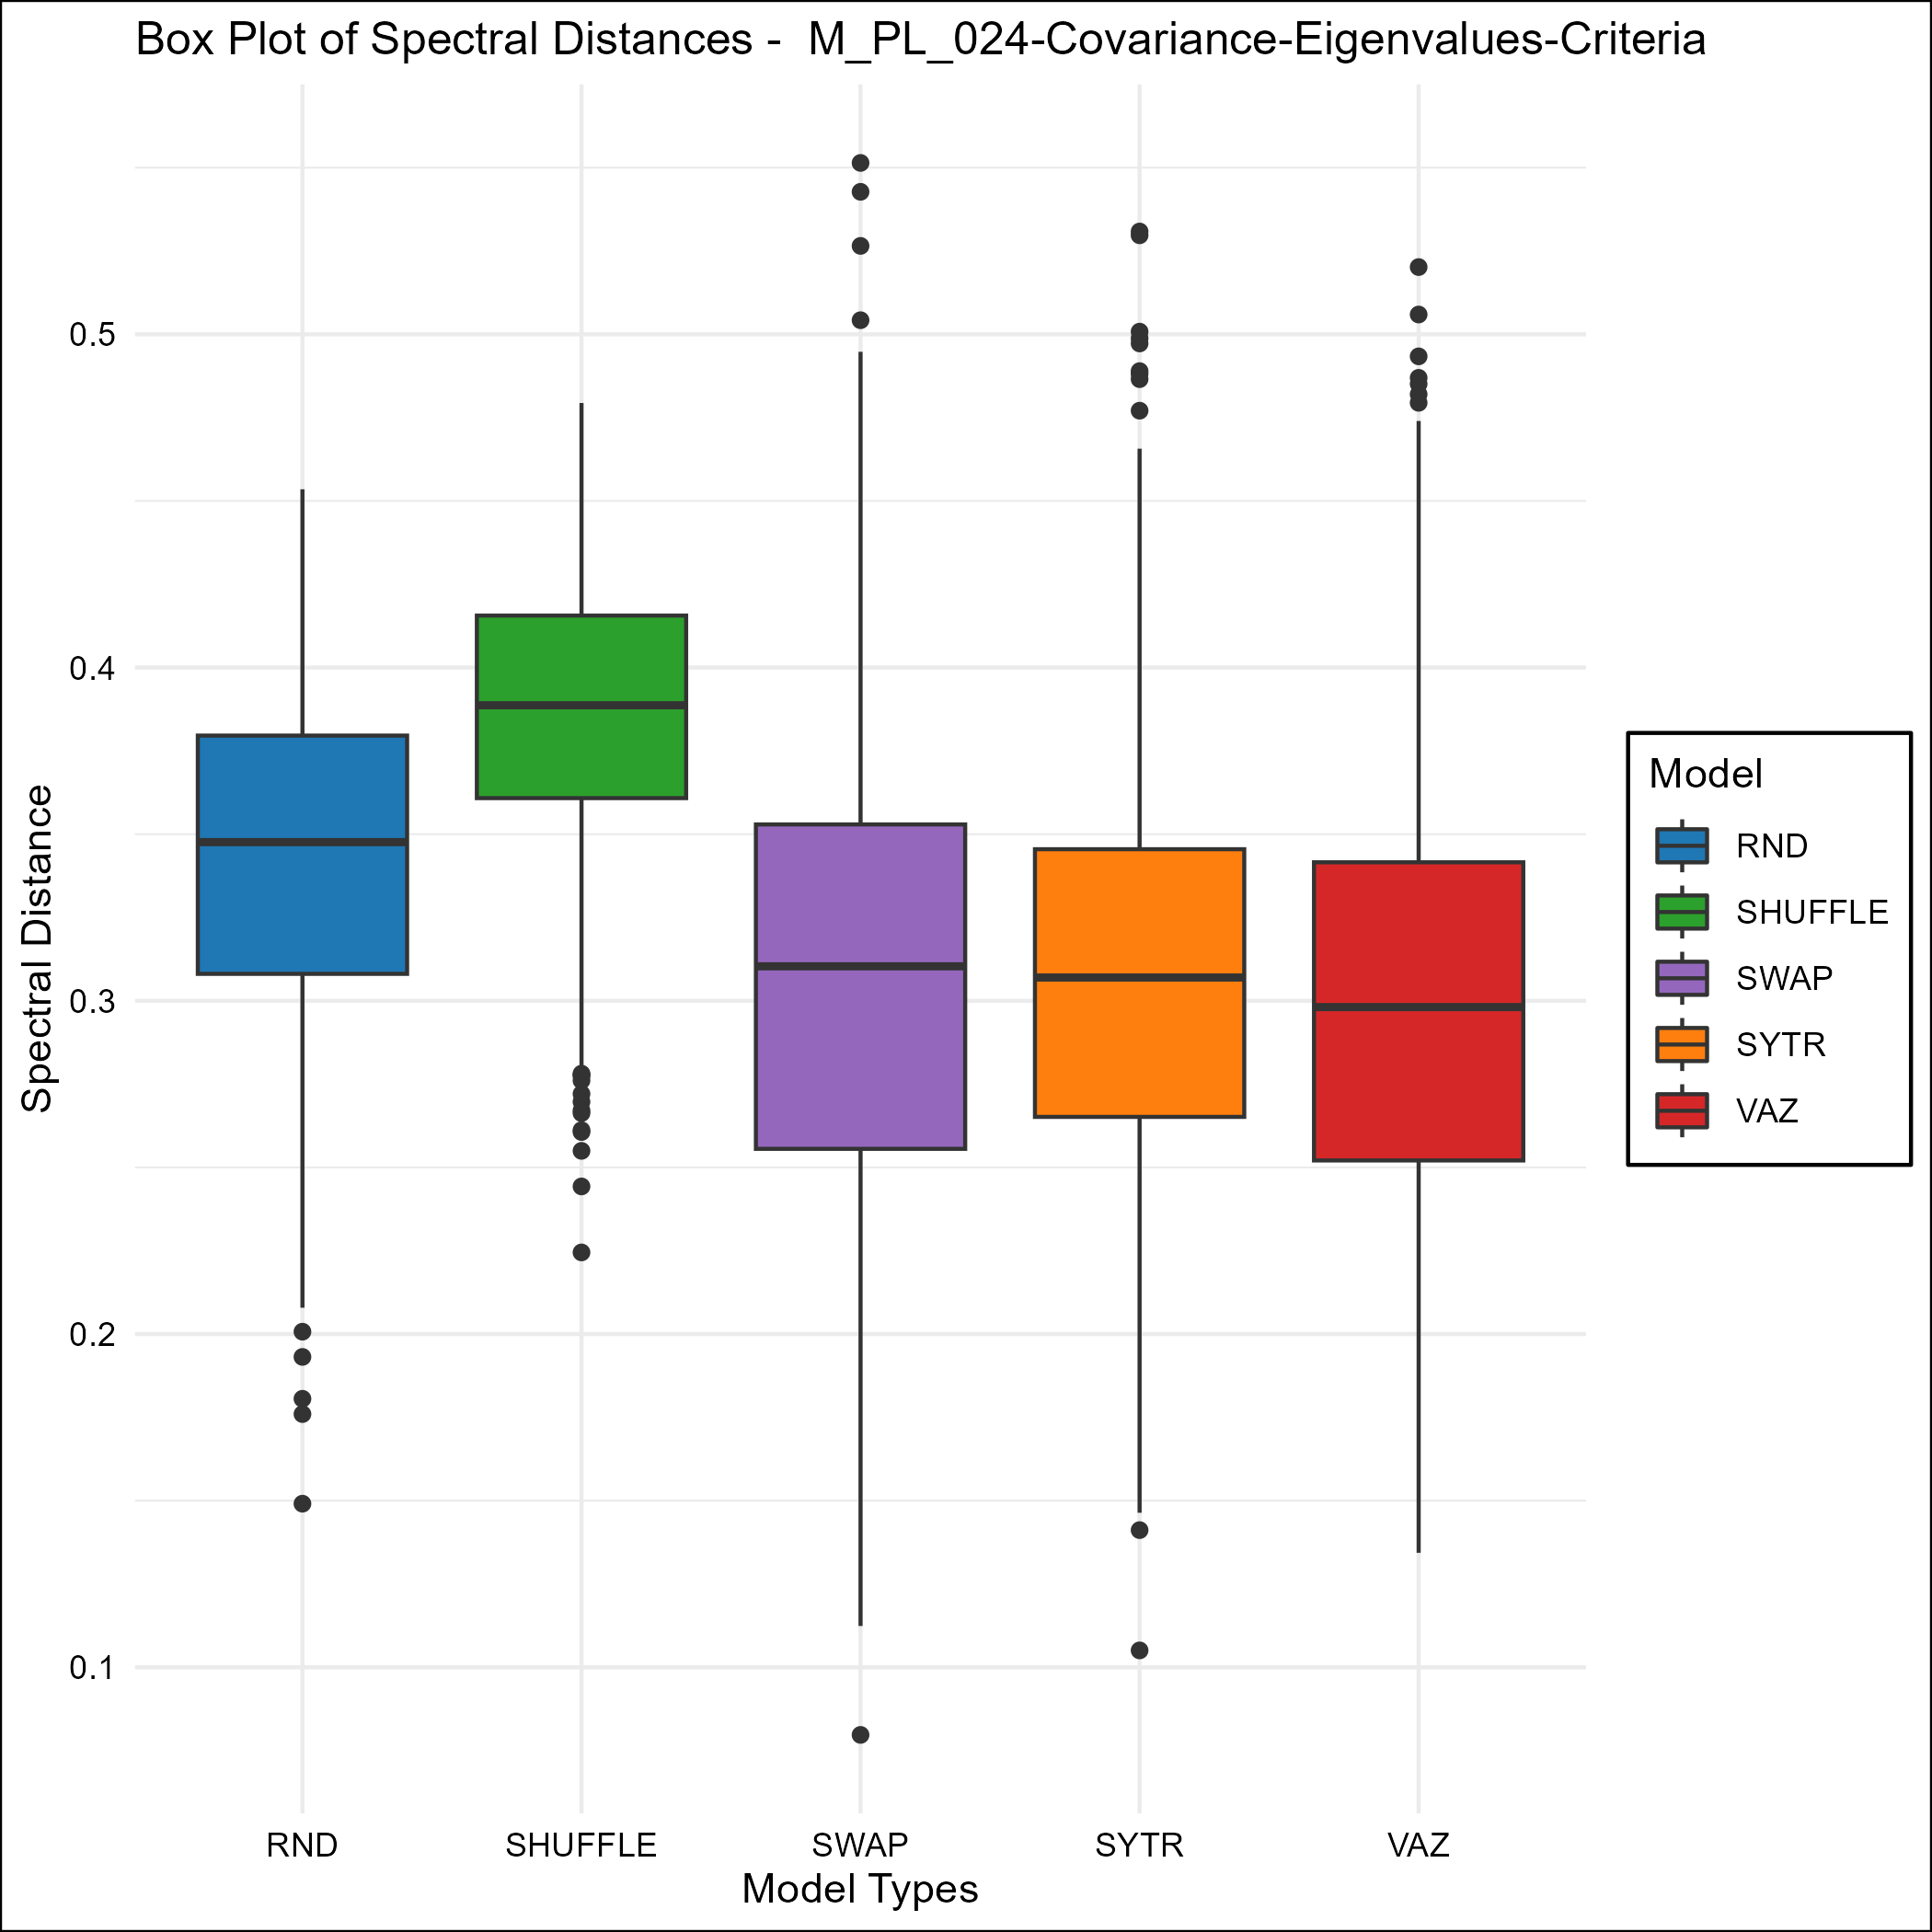 Box Plot of Spectral Distances -  M_PL_024-Covariance-Eigenvalues-Criteria
Spectral Distance
0.5
0.4
0.3
0.2
0.1
RND
SHUFFLE
SWAP
SYTR
VAZ
Model Types
Model
RND
SHUFFLE
SWAP
SYTR
VAZ